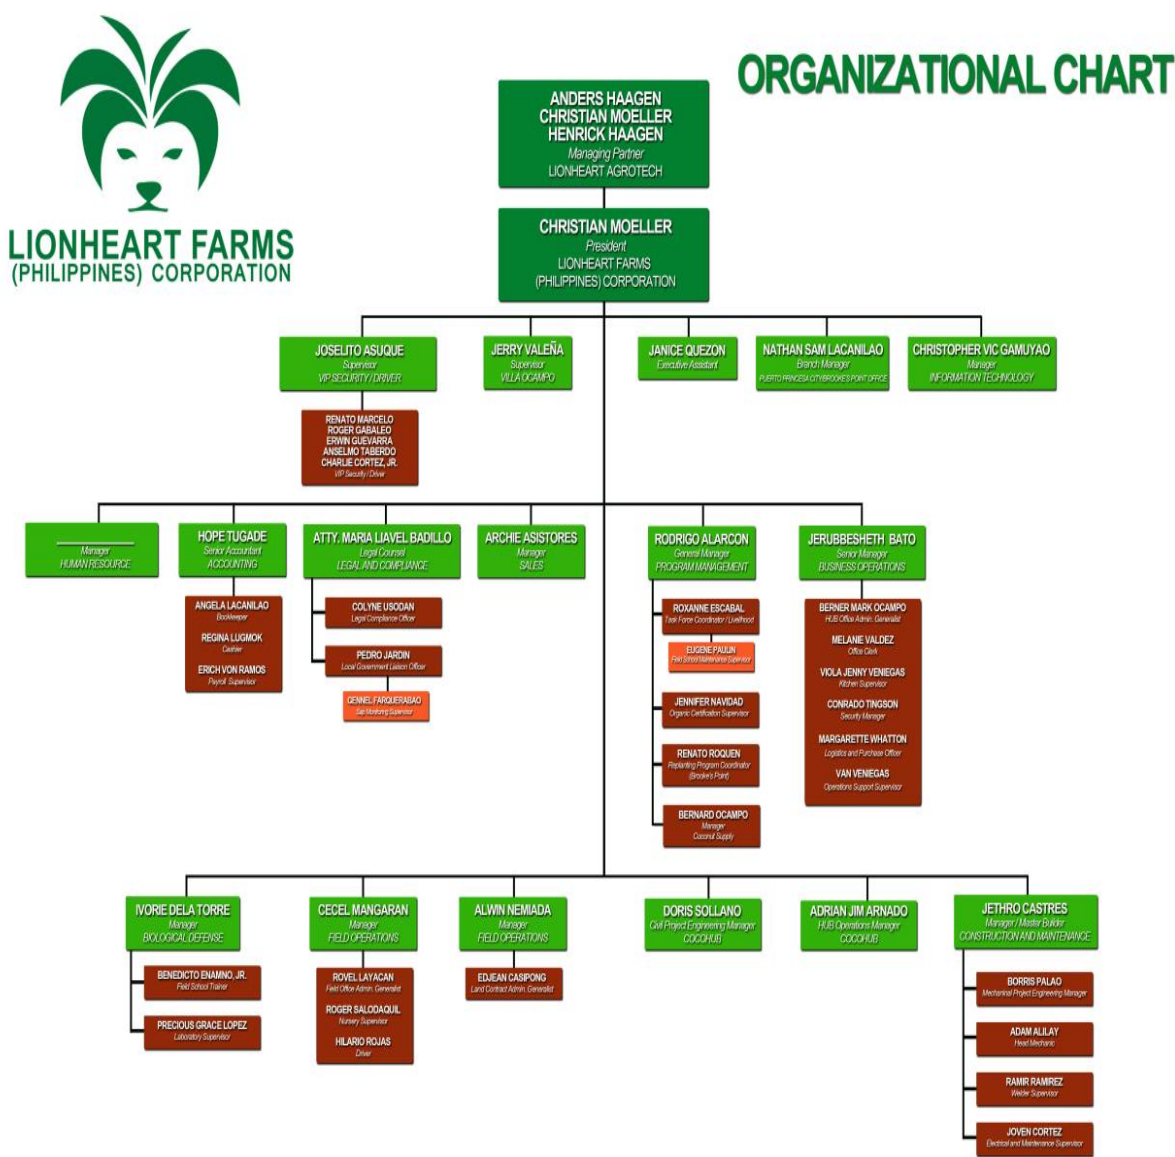 ORGANIZATIONAL CHART
LIONHEART FARMS
(PHILIPPINES) CORPORATION
ANDERS HAAGEN
CHRISTIAN MOELLER
HENRICK HAAGEN
Managing Partner
LIONHEART AGROTECH
CHRISTIAN MOELLER
President
LIONHEART FARMS
(PHILIPPINES) CORPORATION
JOSELITO ASUQUE
Supervisor
VIP SECURITY / DRIVER
JERRY VALEÑA
Supervisor
VILLA OCAMPO
JANICE QUEZON
Executive Assistant
NATHAN SAM LACANILAO
Branch Manager
PUERTO PRINCESA CITY/BROOKE'S POINT OFFICE
CHRISTOPHER VIC GAMUYAO
Manager
INFORMATION TECHNOLOGY
RENATO MARCELO
ROGER GABALEO
ERWIN GUEVARRA
ANSELMO TABERDO
CHARLIE CORTEZ, JR.
VIP Security / Driver
Manager
HUMAN RESOURCE
HOPE TUGADE
Senior Accountant
ACCOUNTING
ATTY. MARIA LIAVEL BADILLO
Legal Counsel
LEGAL AND COMPLIANCE
ARCHIE ASISTORES
Manager
SALES
RODRIGO ALARCON
General Manager
PROGRAM MANAGEMENT
JERUBBESHETH BATO
Senior Manager
BUSINESS OPERATIONS
ANGELA LACANILAO
Bookkeeper
REGINA LUGMOK
Cashier
ERICH VON RAMOS
Payroll Supervisor
COLYNE USODAN
Legal Compliance Officer
PEDRO JARDIN
Local Government Liaison Officer
GENNEL FARQUERABAO
Sap Monitoring Supervisor
ROXANNE ESCABAL
Task Force Coordinator / Livelihood
EUGENE PAULIN
Field School Maintenance Supervisor
JENNIFER NAVIDAD
Organic Certification Supervisor
RENATO ROQUEN
Replanting Program Coordinator
(Brooke's Point)
BERNARD OCAMPO
Manager
Coconut Supply
BERNER MARK OCAMPO
HUB Office Admin. Generalist
MELANIE VALDEZ
Office Clerk
VIOLA JENNY VENIEGAS
Kitchen Supervisor
CONRADO TINGSON
Security Manager
MARGARETTE WHATTON
Logistics and Purchase Officer
VAN VENIEGAS
Operations Support Supervisor
IVORIE DELA TORRE
Manager
BIOLOGICAL DEFENSE
CECEL MANGARAN
Manager
FIELD OPERATIONS
ALWIN NEMIADA
Manager
FIELD OPERATIONS
DORIS SOLLANO
Civil Project Engineering Manager
COCOHUB
ADRIAN JIM ARNADO
HUB Operations Manager
COCOHUB
JETHRO CASTRES
Manager / Master Builder
CONSTRUCTION AND MAINTENANCE
BENEDICTO ENAMNO, JR.
Field School Trainer
PRECIOUS GRACE LOPEZ
Laboratory Supervisor
ROVEL LAYACAN
Field Office Admin. Generalist
ROGER SALODAQUIL
Nursery Supervisor
HILARIO ROJAS
Driver
EDJEAN CASIPONG
Land Contract Admin. Generalist
BORRIS PALAO
Mechanical Project Engineering Manager
ADAM ALILAY
Head Mechanic
RAMIR RAMIREZ
Welder Supervisor
JOVEN CORTEZ
Electrical and Maintenance Supervisor